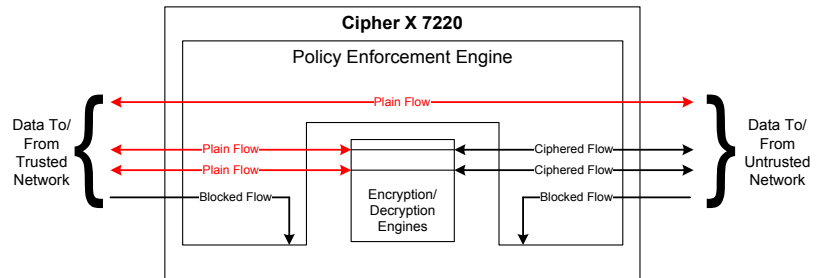 Cipher X 7220
Policy Enforcement Engine
Plain Flow
Data To/
From
Trusted
Network
Plain Flow
Plain Flow
Blocked Flow
Encryption/
Decryption
Engines
Ciphered Flow
Ciphered Flow
Blocked Flow
Data To/
From
Untrusted
Network